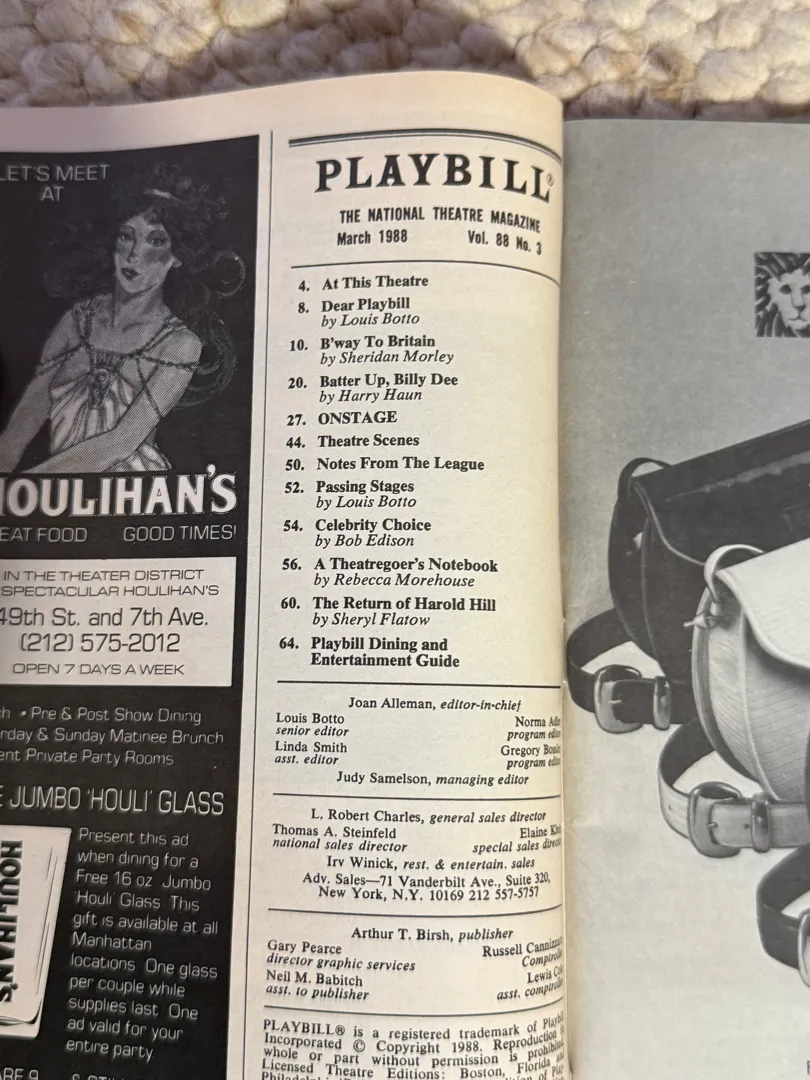 LET'S MEET
AT
HOULIHAN'S
EAT FOOD GOOD TIMES!
IN THE THEATER DISTRICT
SPECTACULAR HOULIHAN'S
49th St. and 7th Ave.
(212) 575-2012
OPEN 7 DAYS A WEEK
• Pre & Post Show Dining
& Sunday Matinee Brunch
Private Party Rooms
JUMBO 'HOULI' GLASS
HOULIHAN'S
Present this ad
when dining for a
Free 16 oz Jumbo
'Houli' Glass This
gift is available at all
Manhattan
locations One glass
per couple while
supplies last One
ad valid for your
entire party
PLAYBILL®
THE NATIONAL THEATRE MAGAZINE
March 1988 Vol. 88 No. 3
4. At This Theatre
8. Dear Playbill
by Louis Botto
10. B'way To Britain
by Sheridan Morley
20. Batter Up, Billy Dee
by Harry Haun
27. ONSTAGE
44. Theatre Scenes
50. Notes From The League
52. Passing Stages
by Louis Botto
54. Celebrity Choice
by Bob Edison
56. A Theatregoer's Notebook
by Rebecca Morehouse
60. The Return of Harold Hill
by Sheryl Flatow
64. Playbill Dining and
Entertainment Guide
Joan Alleman, editor-in-chief
Louis Botto Norma
senior editor program
Linda Smith Gregory
asst. editor program
Judy Samelson, managing editor
L. Robert Charles, general sales director
Thomas A. Steinfeld Elaine
national sales director special sales
Irv Winick, rest. & entertain. sales
Adv. Sales—71 Vanderbilt Ave., Suite 320,
New York, N.Y. 10169 212 557-5757
Arthur T. Birsh, publisher
Gary Pearce Russell
director graphic services
Neil M. Babitch Lewis
asst. to publisher asst.
PLAYBILL® is a registered trademark of Playbill
Incorporated © Copyright 1988. Reproduction in
whole or part without permission is prohibited.
Licensed Theatre Editions: Boston, Florida